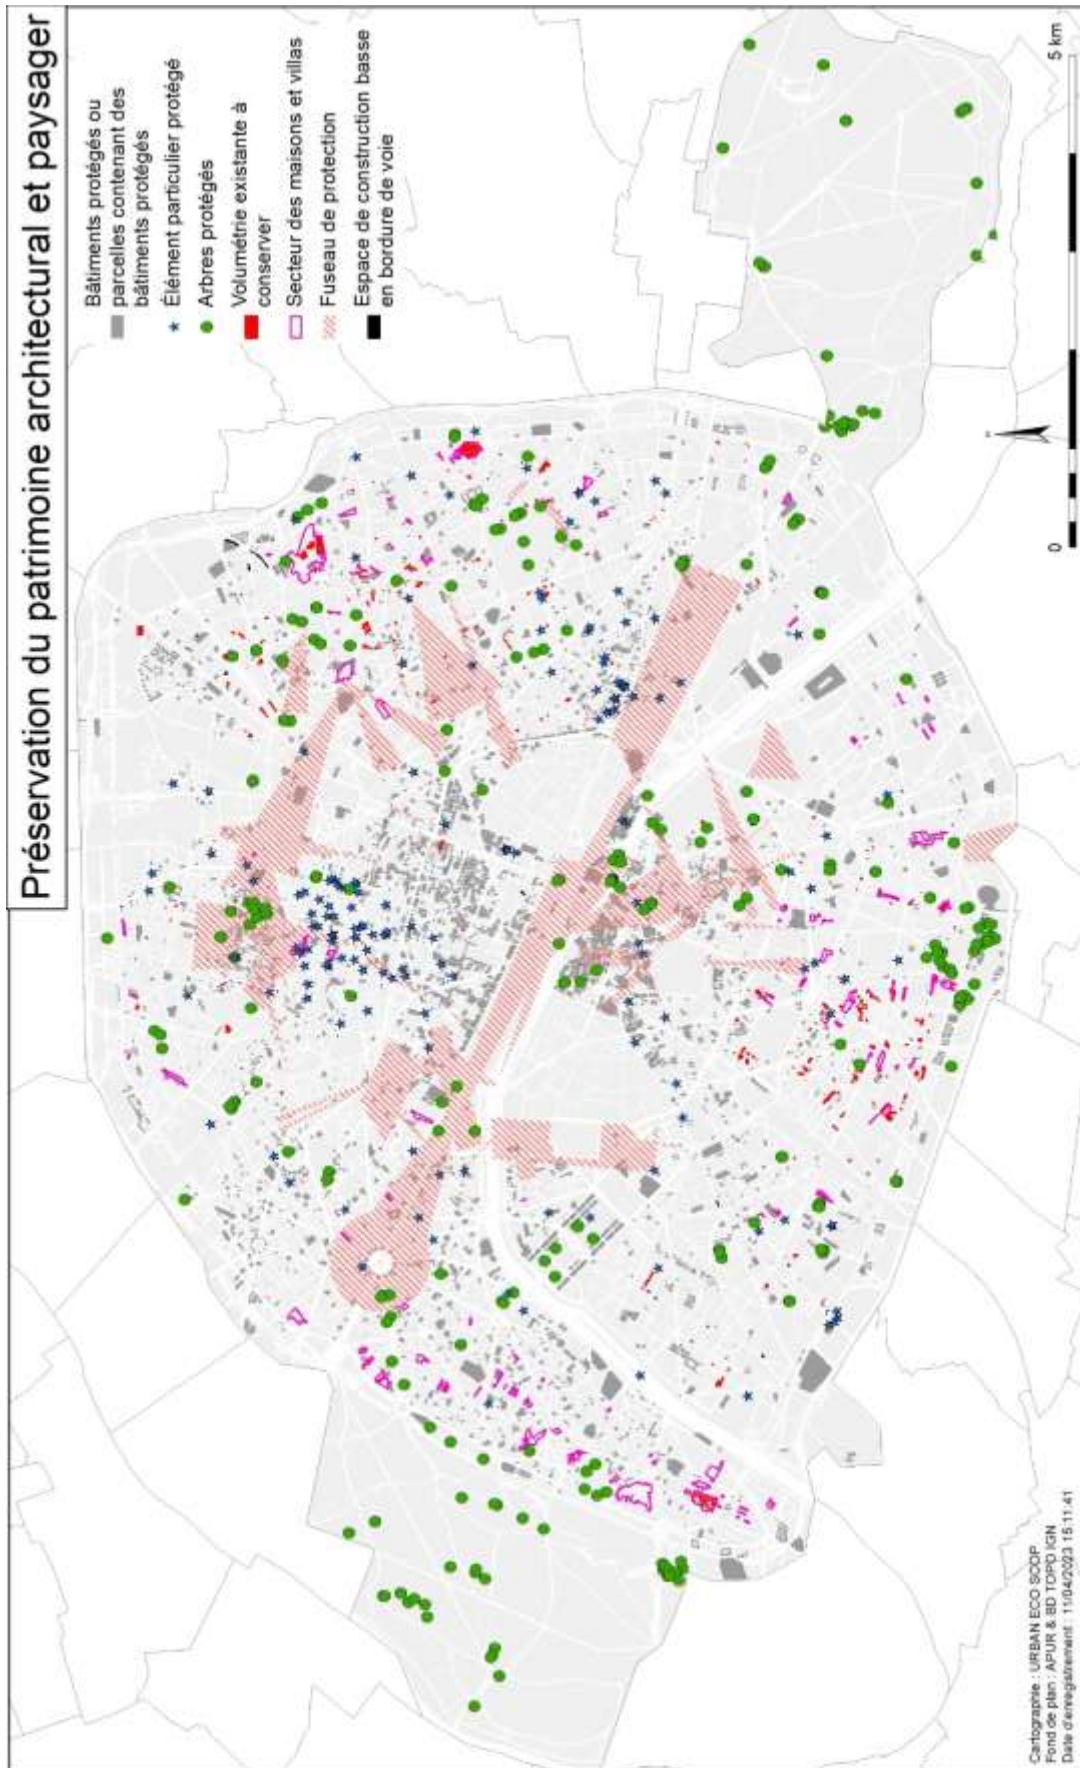 Préservation du patrimoine architectural et paysager
Bâtiments protégés ou
parcelles contenant des
bâtiments protégés
Élément particulier protégé
Arbres protégés
Volumétrie existante à
conserver
Secteur des maisons et villas
Fuseau de protection
Espace de construction basse
en bordure de voie
0
5 km
Cartographie : URBAN ECO SCOP
Fond de plan : APUR & BD TOPO IGN
Date d'enregistrement : 11/04/2023 15:11:41